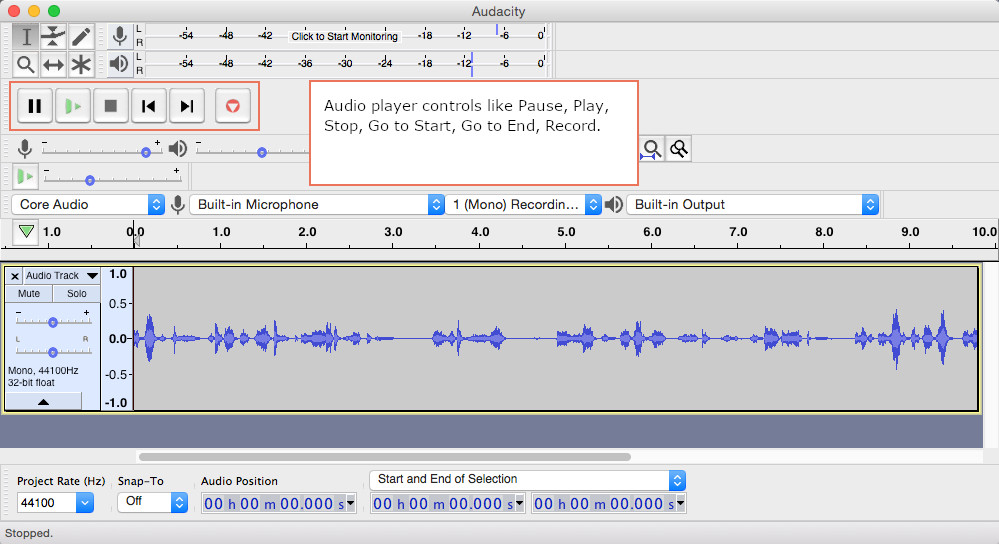 Audacity
L
R
-54 -48 -42 Click to Start Monitoring -18 -12 -6 0
L
R
-54 -48 -42 -36 -30 -24 -18 -12 -6 0
Audio player controls like Pause, Play,
Stop, Go to Start, Go to End, Record.
- +
-
- +
Core Audio
Built-in Microphone
1 (Mono) Recordin...
Built-in Output
1.0 0.0 1.0 2.0 3.0 4.0 5.0 6.0 7.0 8.0 9.0 10.0
Audio Track
Mute Solo
- +
L R
Mono, 44100Hz
32-bit float
1.0
0.5-
0.0-
-0.5-
-1.0
Project Rate (Hz) Snap-To Audio Position Start and End of Selection
44100 Off 00 h 00 m 00.000 s 00 h 00 m 00.000 s 00 h 00 m 00.000 s
Stopped.